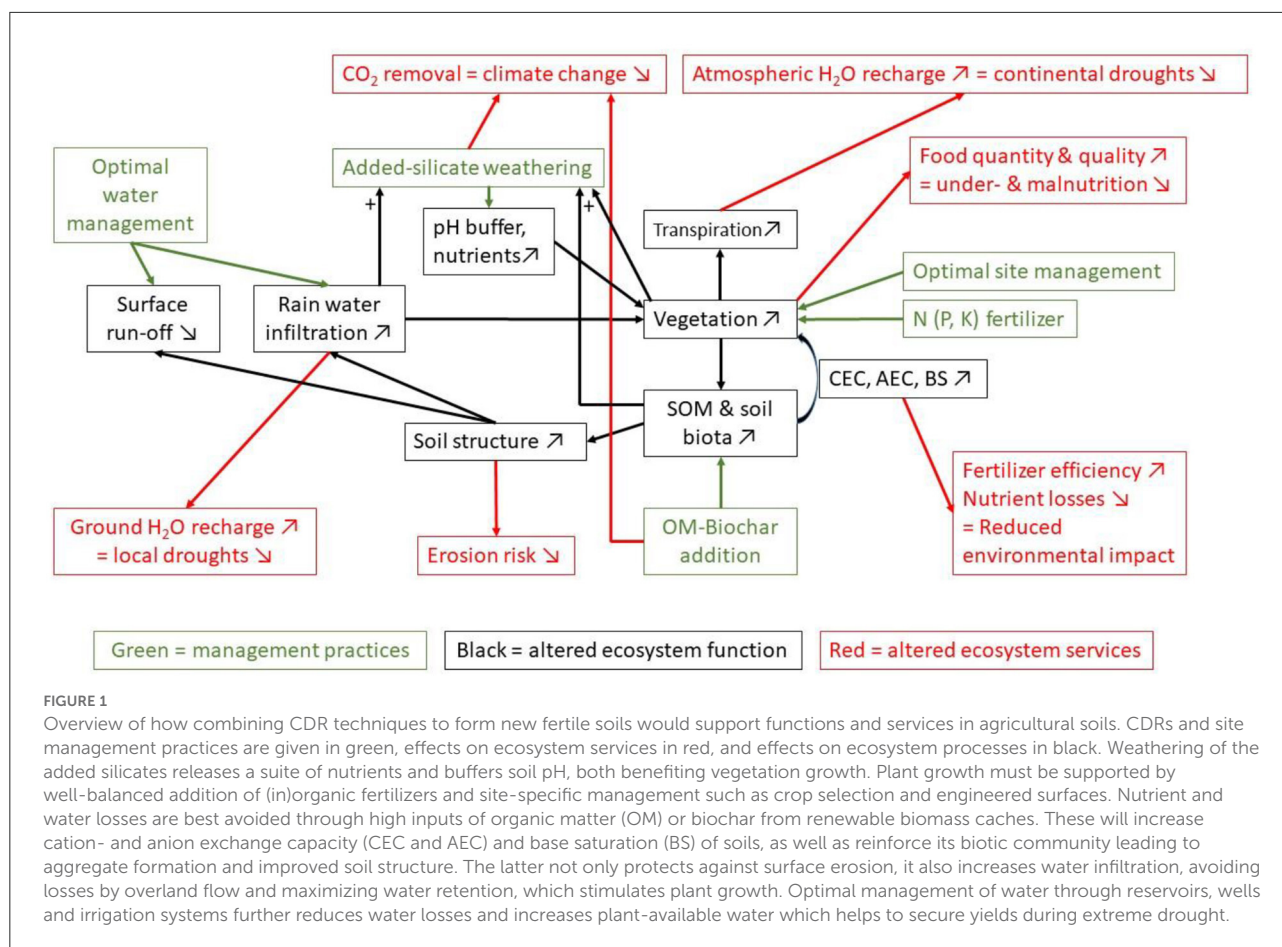 CO₂ removal = climate change ↘
Atmospheric H₂O recharge ↗ = continental droughts ↘
Optimal
water
management
Added-silicate weathering
Food quantity & quality ↗
= under- & malnutrition ↘
+
+
pH buffer,
nutrients↗
Transpiration↗
Optimal site management
Surface
run-off ↘
Rain water
infiltration ↗
Vegetation ↗
N (P, K) fertilizer
CEC, AEC, BS ↗
SOM & soil
biota ↗
Soil structure ↗
Fertilizer efficiency ↗
Nutrient losses ↘
= Reduced
environmental impact
Ground H₂O recharge ↗
= local droughts ↘
Erosion risk ↘
OM-Biochar
addition
Green = management practices
Black = altered ecosystem function
Red = altered ecosystem services
FIGURE 1
Overview of how combining CDR techniques to form new fertile soils would support functions and services in agricultural soils. CDRs and site
management practices are given in green, effects on ecosystem services in red, and effects on ecosystem processes in black. Weathering of the
added silicates releases a suite of nutrients and buffers soil pH, both benefiting vegetation growth. Plant growth must be supported by
well-balanced addition of (in)organic fertilizers and site-specific management such as crop selection and engineered surfaces. Nutrient and
water losses are best avoided through high inputs of organic matter (OM) or biochar from renewable biomass caches. These will increase
cation- and anion exchange capacity (CEC and AEC) and base saturation (BS) of soils, as well as reinforce its biotic community leading to
aggregate formation and improved soil structure. The latter not only protects against surface erosion, it also increases water infiltration, avoiding
losses by overland flow and maximizing water retention, which stimulates plant growth. Optimal management of water through reservoirs, wells
and irrigation systems further reduces water losses and increases plant-available water which helps to secure yields during extreme drought.